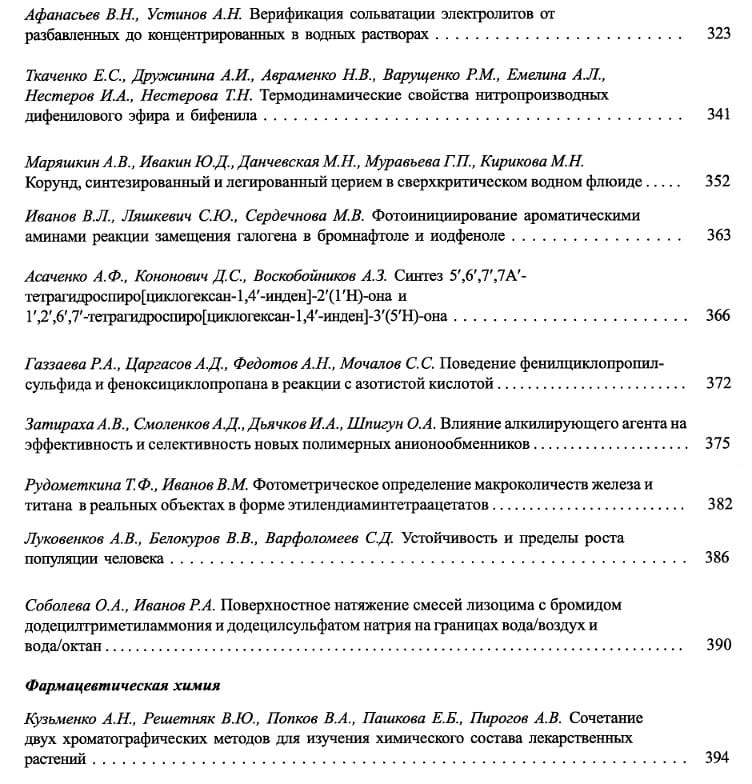 Афанасьев В.Н., Устинов А.Н. Верификация сольватации электролитов от
разбавленных до концентрированных в водных растворах . . . . . . . . . . . . . . . . . . . . . . . . . 323
Ткаченко Е.С., Дружинина А.И., Авраменко Н.В., Варущенко Р.М., Емелина А.Л.,
Нестеров И.А., Нестерова Т.Н. Термодинамические свойства нитропроизводных
дифенилового эфира и бифенила . . . . . . . . . . . . . . . . . . . . . . . . . . . . . . . . . . . . . . . . . 341
Маряшкин А.В., Ивакин Ю.Д., Данчевская М.Н., Муравьева Г.П., Кирикова М.Н.
Корунд, синтезированный и легированный церием в сверхкритическом водном флюиде . . . . . 352
Иванов В.Л., Ляшкевич С.Ю., Сердечнова М.В. Фотоинициирование ароматическими
аминами реакции замещения галогена в бромнафтоле и иодфеноле . . . . . . . . . . . . . . . . . 363
Асаченко А.Ф., Кононович Д.С., Воскобойников А.З. Синтез 5′,6′,7′,7А′-
тетрагидроспиро[циклогексан-1,4′-инден]-2′(1′Н)-она и
1′,2′,6′,7′-тетрагидроспиро[циклогексан-1,4′-инден]-3′(5′Н)-она . . . . . . . . . . . . . . . . . . . . . . . 366
Газзаева Р.А., Царгасов А.Д., Федотов А.Н., Мочалов С.С. Поведение фенилциклопропил-
сульфида и феноксициклопропана в реакции с азотистой кислотой . . . . . . . . . . . . . . . . . . 372
Затираха А.В., Смоленков А.Д., Дьячков И.А., Шпигун О.А. Влияние алкилирующего агента на
эффективность и селективность новых полимерных анионообменников . . . . . . . . . . . . . . . 375
Рудометкина Т.Ф., Иванов В.М. Фотометрическое определение макроколичеств железа и
титана в реальных объектах в форме этилендиаминтетраацетатов . . . . . . . . . . . . . . . . . . . 382
Луковенков А.В., Белокуров В.В., Варфоломеев С.Д. Устойчивость и пределы роста
популяции человека . . . . . . . . . . . . . . . . . . . . . . . . . . . . . . . . . . . . . . . . . . . . . . . . . . 386
Соболева О.А., Иванов Р.А. Поверхностное натяжение смесей лизоцима с бромидом
додецилтриметиламмония и додецилсульфатом натрия на границах вода/воздух и
вода/октан . . . . . . . . . . . . . . . . . . . . . . . . . . . . . . . . . . . . . . . . . . . . . . . . . . . . . . . . . 390
Фармацевтическая химия
Кузьменко А.Н., Решетняк В.Ю., Попков В.А., Пашкова Е.Б., Пирогов А.В. Сочетание
двух хроматографических методов для изучения химического состава лекарственных
растений . . . . . . . . . . . . . . . . . . . . . . . . . . . . . . . . . . . . . . . . . . . . . . . . . . . . . . . . . . 394